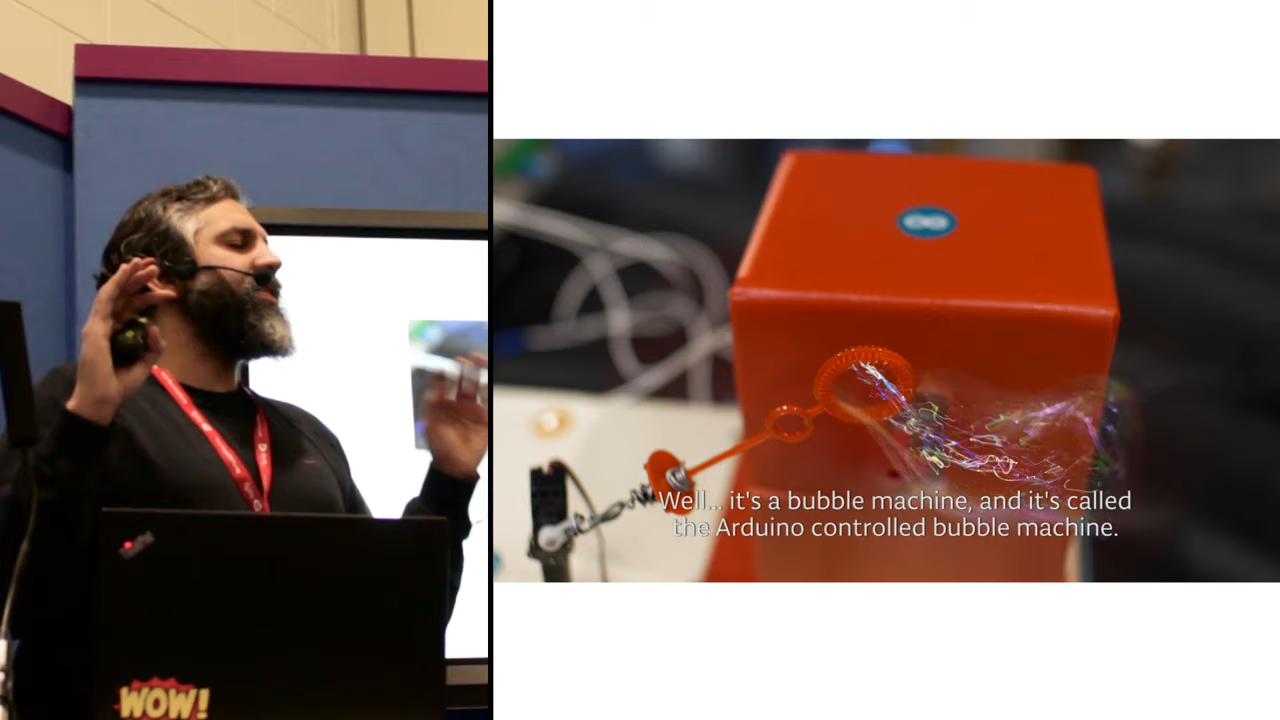 WOW!
Well... it's a bubble machine, and it's called
the Arduino controlled bubble machine.